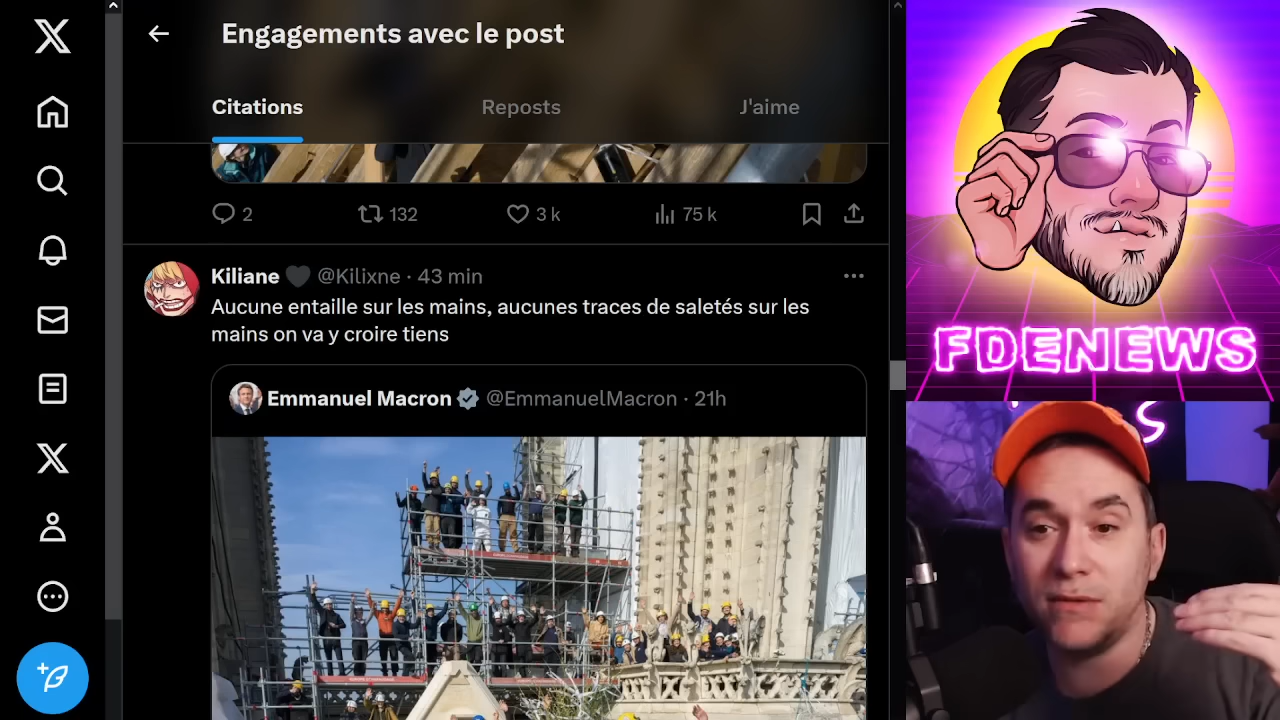 Engagements avec le post
Citations
Reposts
J'aime
2
132
3 k
75 k
Kiliane 🖤 @Kilixne · 43 min
Aucune entaille sur les mains, aucunes traces de saletés sur les
mains on va y croire tiens
Emmanuel Macron @EmmanuelMacron · 21h
FDENEWS